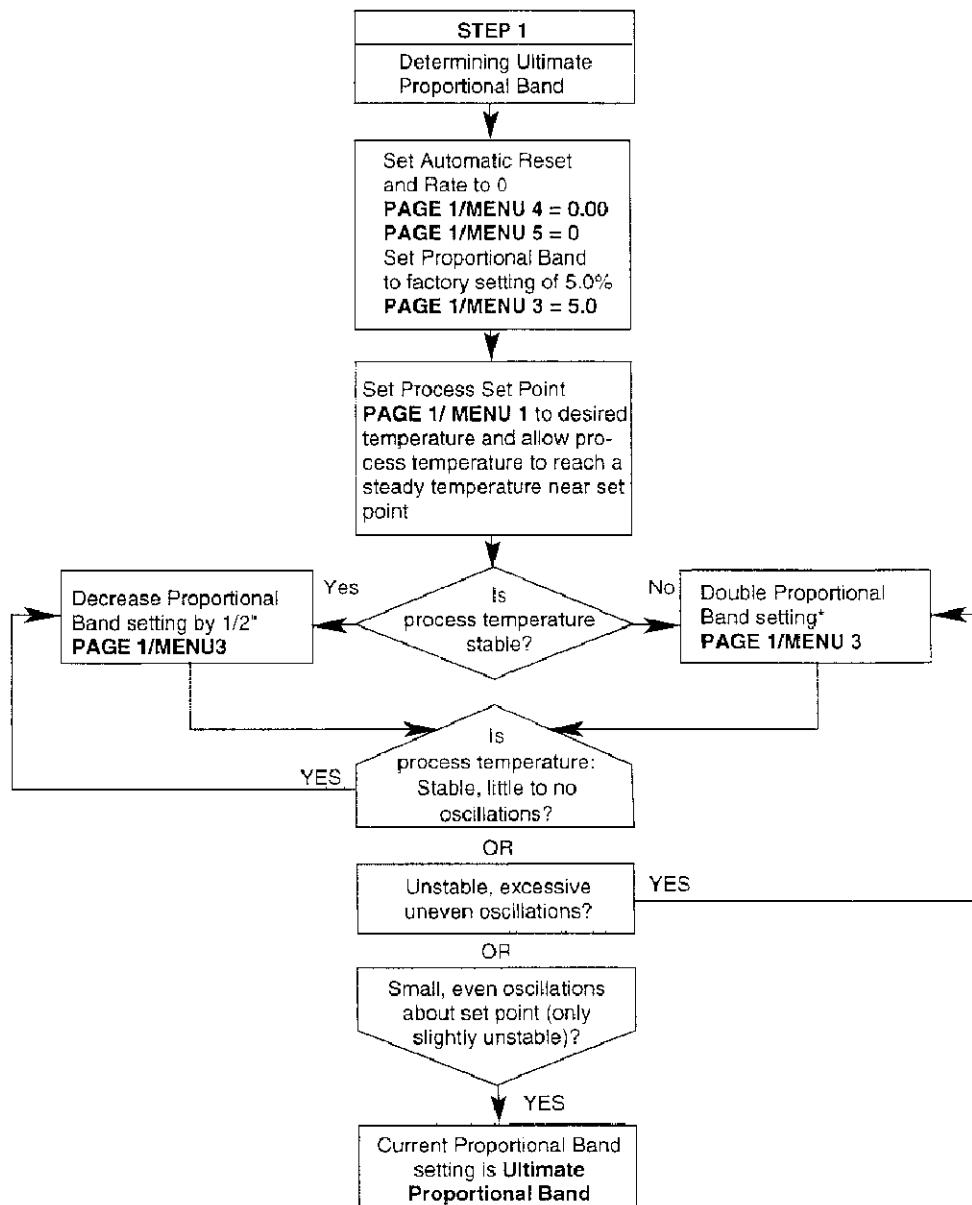 STEP 1
Determining Ultimate
Proportional Band
Set Automatic Reset
and Rate to 0
PAGE 1/MENU 4 = 0.00
PAGE 1/MENU 5 = 0
Set Proportional Band
to factory setting of 5.0%
PAGE 1/MENU 3 = 5.0
Set Process Set Point
PAGE 1/ MENU 1 to desired
temperature and allow pro-
cess temperature to reach a
steady temperature near set
point
Is
process temperature
stable?
Yes
Decrease Proportional
Band setting by 1/2*
PAGE 1/MENU3
No
Double Proportional
Band setting*
PAGE 1/MENU 3
Is
process temperature:
Stable, little to no
oscillations?
YES
OR
Unstable, excessive
uneven oscillations?
YES
OR
Small, even oscillations
about set point (only
slightly unstable)?
YES
Current Proportional Band
setting is Ultimate
Proportional Band